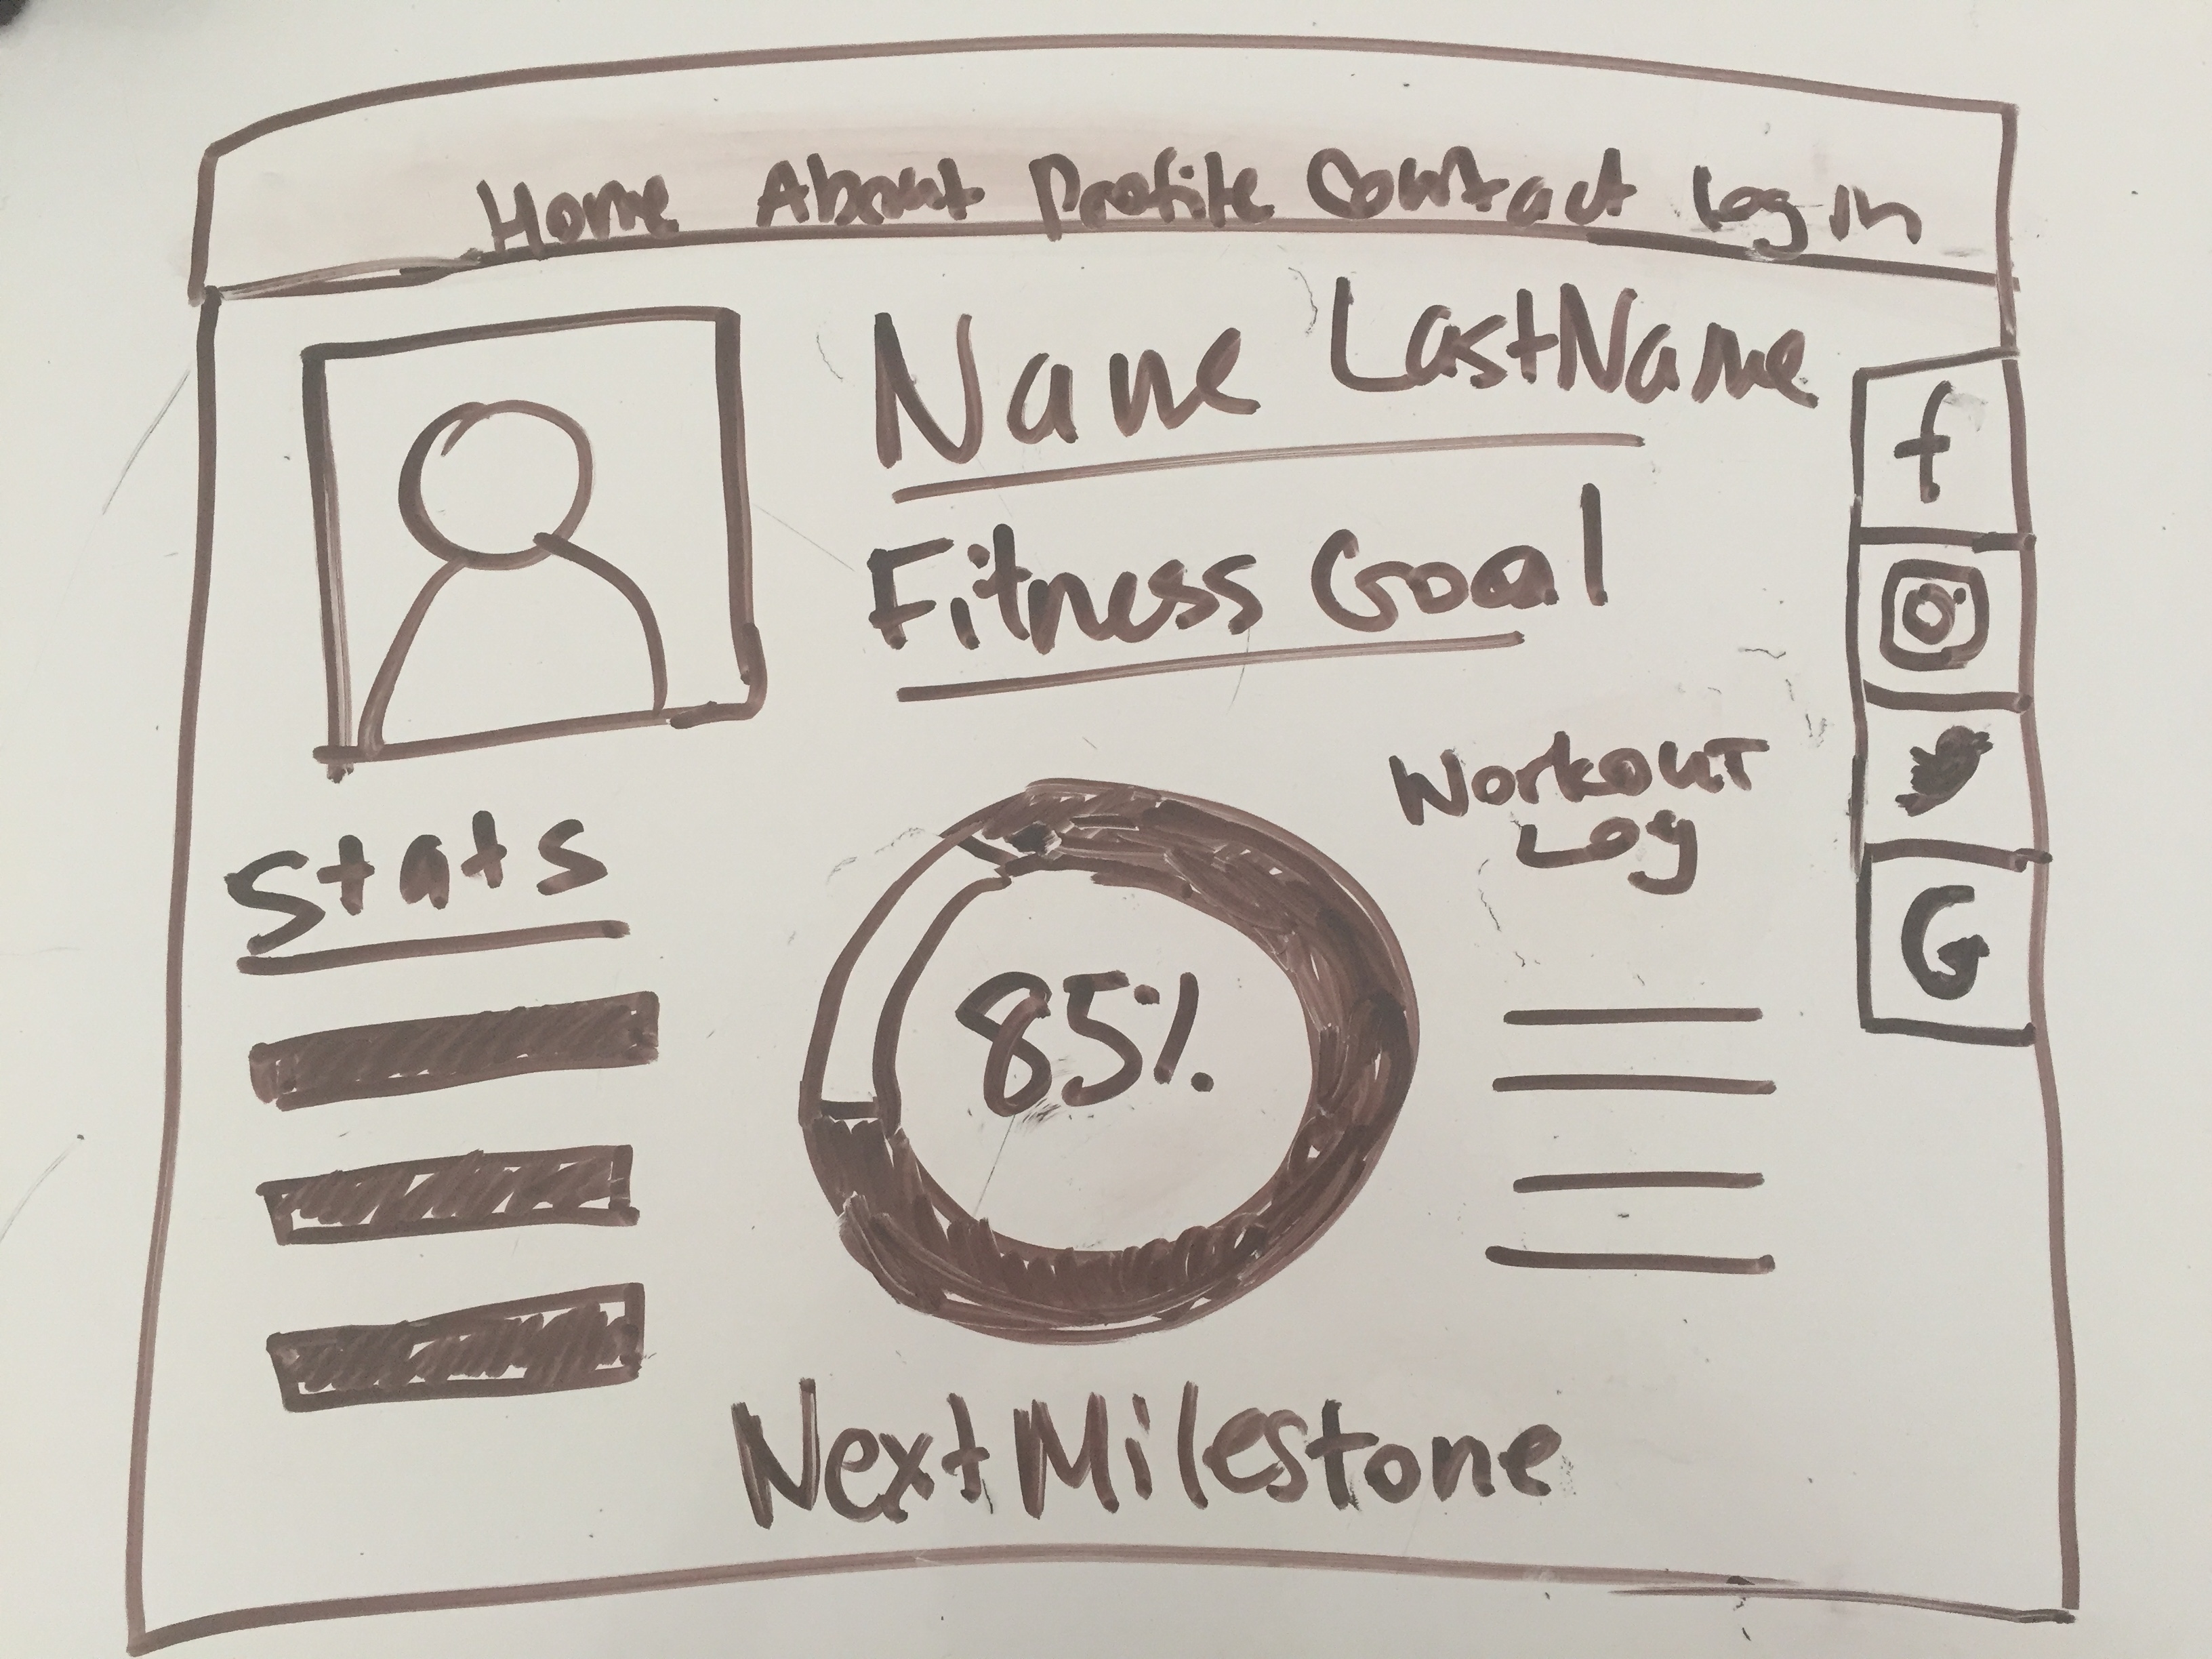 Home About Profile Contact Log in
Name LastName
Fitness Goal
f
Stats
Workout
Log
G
85%
Next Milestone